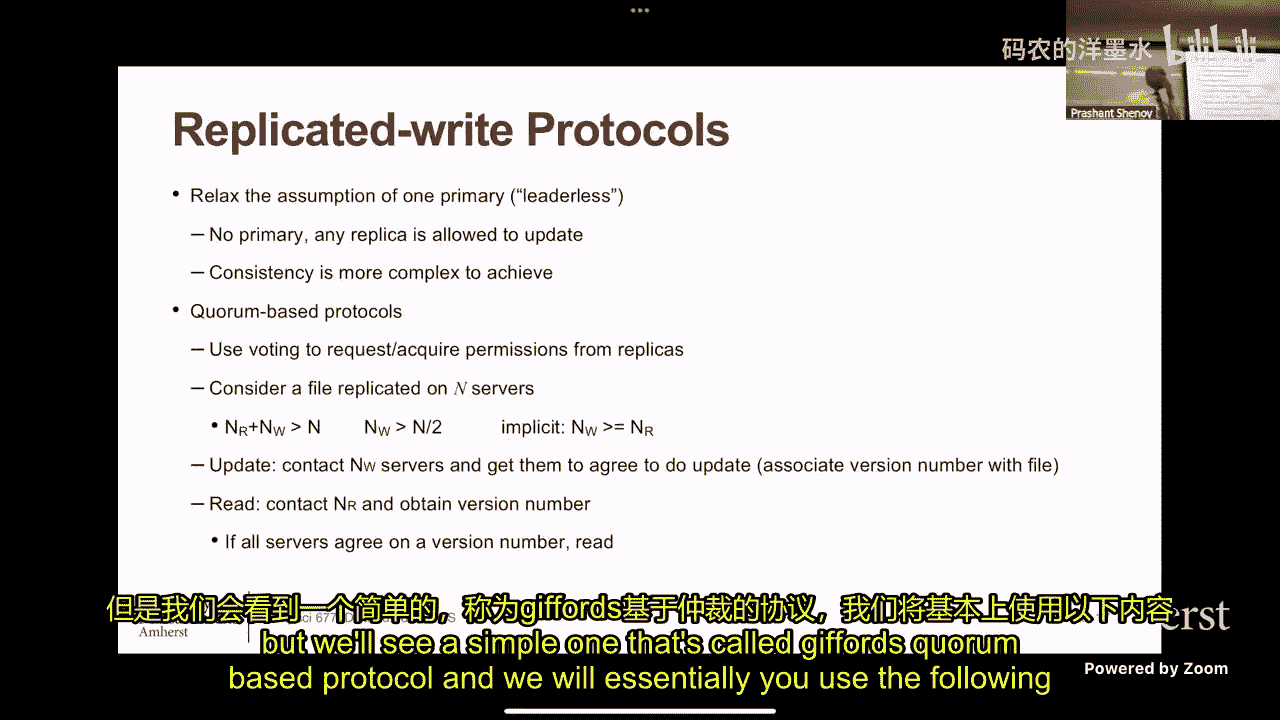 码农的洋墨水 bilibili
Prashant Shenoy
Replicated-write Protocols
• Relax the assumption of one primary (“leaderless”)
– No primary, any replica is allowed to update
– Consistency is more complex to achieve
• Quorum-based protocols
– Use voting to request/acquire permissions from replicas
– Consider a file replicated on N servers
• NR+NW > N NW > N/2 implicit: NW >= NR
– Update: contact NW servers and get them to agree to do update (associate version number with file)
– Read: contact NR and obtain version number
• If all servers agree on a version number, read
但是我们会看到一个简单的，称为giffords基于仲裁的协议，我们将基本上使用以下内容
Amherst
but we'll see a simple one that's called giffords quorum
based protocol and we will essentially you use the following
Powered by Zoom